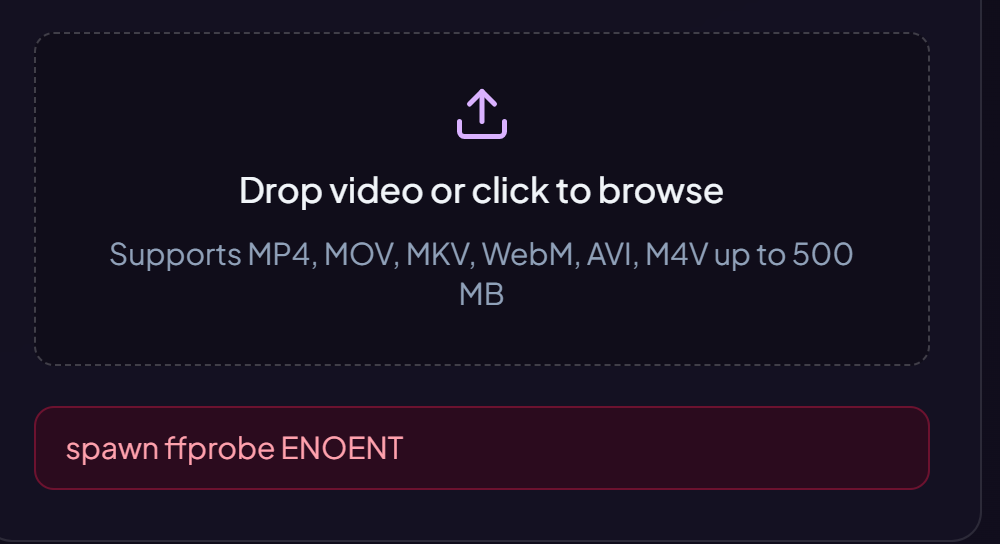 Drop video or click to browse
Supports MP4, MOV, MKV, WebM, AVI, M4V up to 500
MB
spawn ffprobe ENOENT